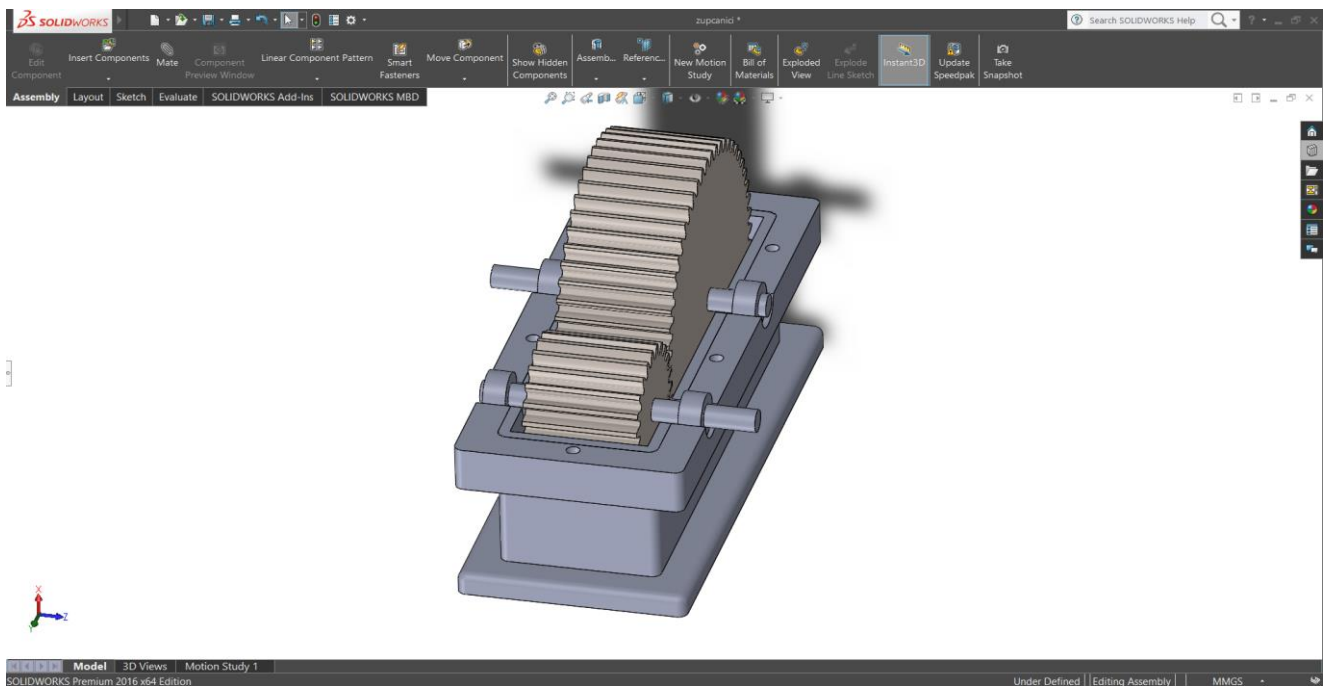 SOLIDWORKS
zupcanici *
Search SOLIDWORKS Help
Edit Component
Insert Components
Mate
Component Preview Window
Linear Component Pattern
Smart Fasteners
Move Component
Show Hidden Components
Assemb...
Referenc...
New Motion Study
Bill of Materials
Exploded View
Explode Line Sketch
Instant3D
Update Speedpak
Take Snapshot
Assembly Layout Sketch Evaluate SOLIDWORKS Add-Ins SOLIDWORKS MBD
X
Z
Y
Model 3D Views Motion Study 1
SOLIDWORKS Premium 2016 x64 Edition
Under Defined Editing Assembly MMGS